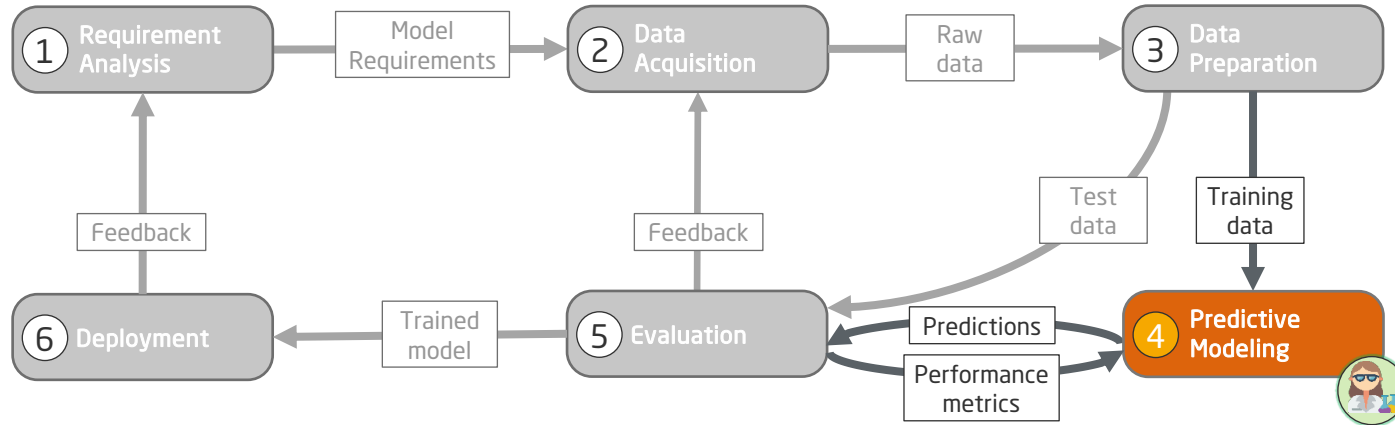 1
Requirement
Analysis
Model
Requirements
2
Data
Acquisition
Raw
data
3
Data
Preparation
Feedback
Feedback
Test
data
Training
data
6
Deployment
Trained
model
5
Evaluation
Predictions
Performance
metrics
4
Predictive
Modeling